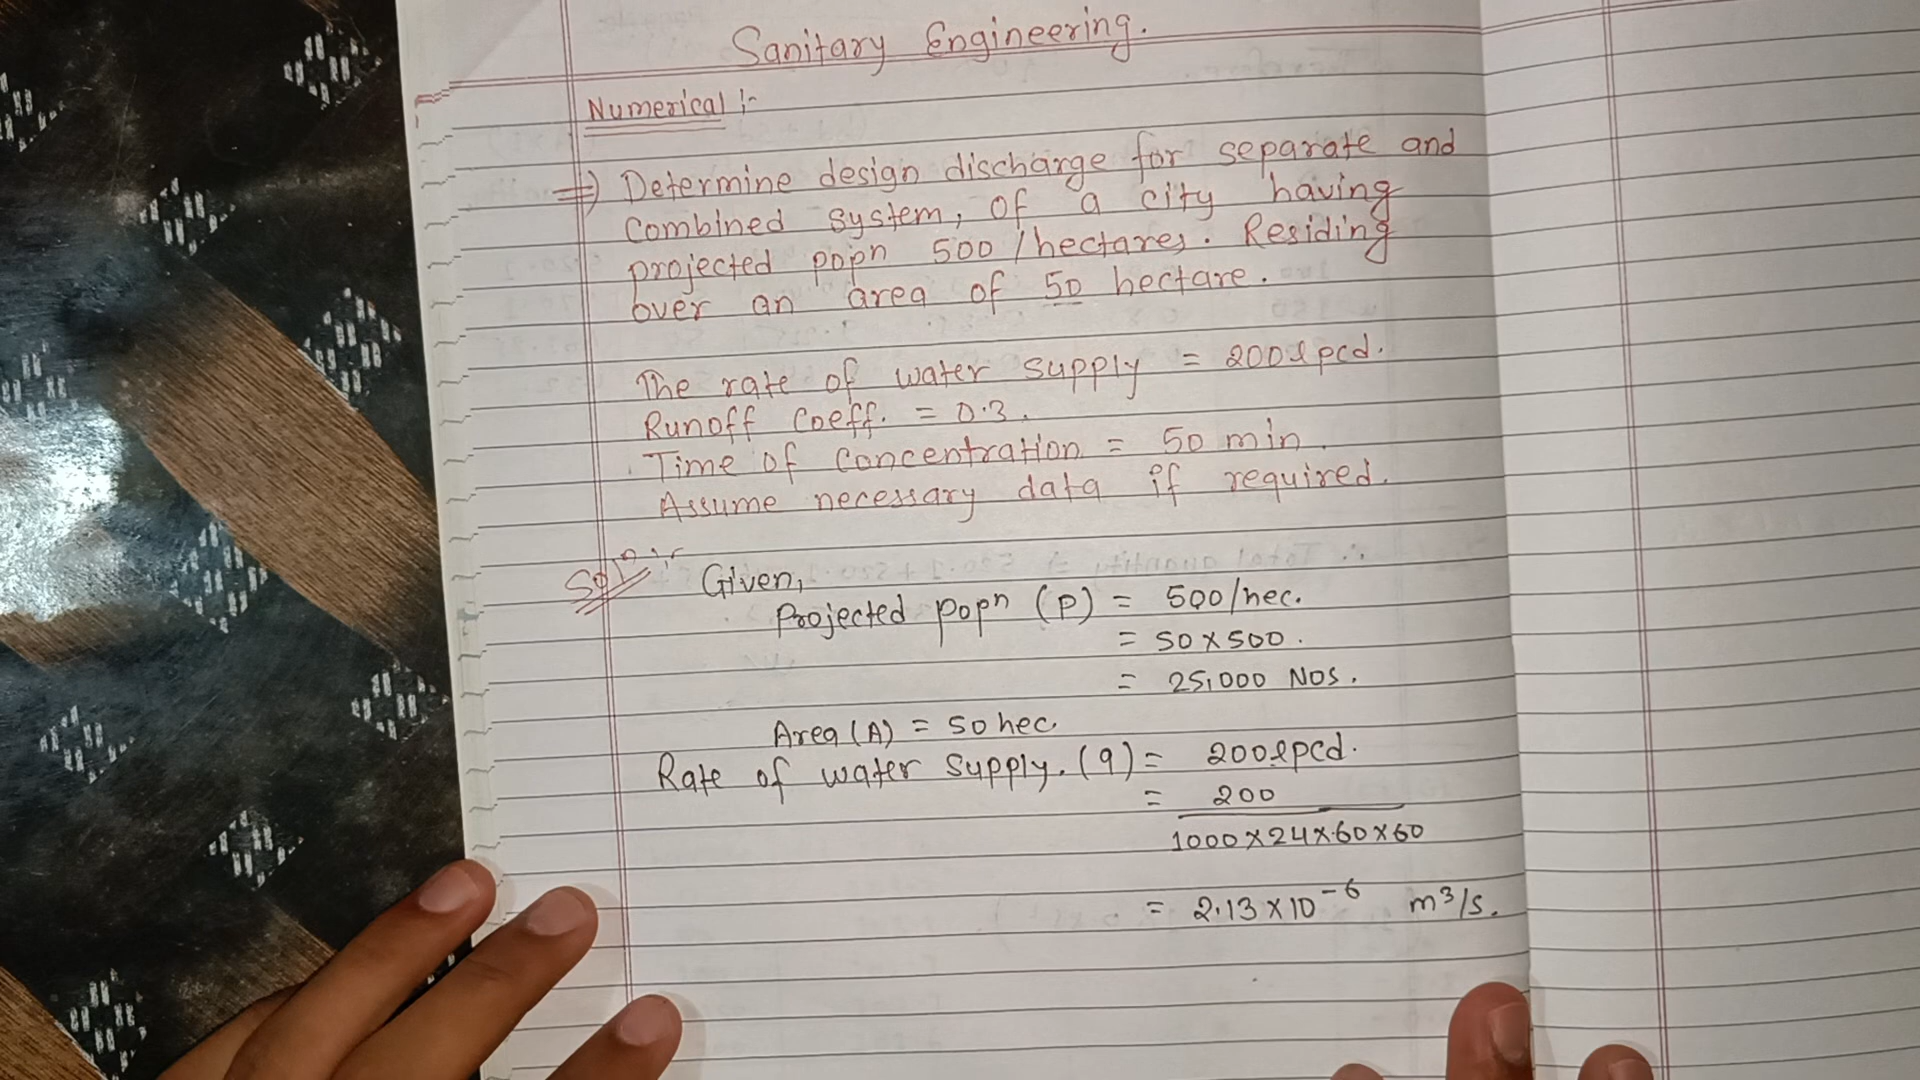 Sanitary Engineering.
Numerical :-
⇒) Determine design discharge for separate and
Combined system, of a city having
projected popn 500 / hectares. Residing
over an area of 50 hectare.
The rate of water supply = 200 lpcd.
Runoff Coeff. = 0.3.
Time of Concentration = 50 min.
Assume necessary data if required.
Soln :- Given,
Projected popn (P) = 500/hec.
= 50 x 500.
= 25,000 NOS.
Area (A) = 50 hec.
Rate of water supply. (q) = 200 lpcd.
= 200
1000 x 24 x 60 x 60
= 2.13 x 10⁻⁶ m³/s.